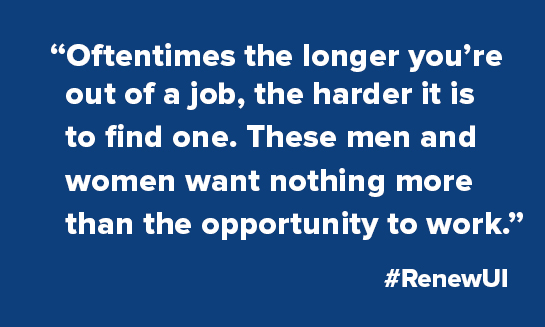 “Oftentimes the longer you’re
out of a job, the harder it is
to find one. These men and
women want nothing more
than the opportunity to work.”
#RenewUI